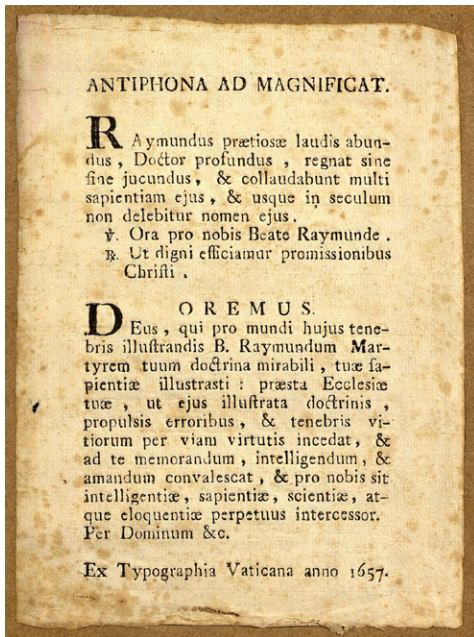 ANTIPHONA AD MAGNIFICAT.
RAymundus prætiosæ laudis abun-
dus, Doctor profundus, regnat sine
fine jucundus, & collaudabunt multi
sapientiam ejus, & usque in seculum
non delebitur nomen ejus.
℣. Ora pro nobis Beate Raymunde.
℟. Ut digni efficiamur promissionibus
Chriſti.
OREMUS.
DEus, qui pro mundi hujus tene-
bris illuſtrandis B. Raymundum Mar-
tyrem tuum doctrina mirabili, tuæ ſa-
pientiæ illustrasti : præsta Ecclesiæ
tuæ, ut ejus illuſtrata doctrinis,
propulsis erroribus, & tenebris vi-
tiorum per viam virtutis incedat, &
ad te memorandum, intelligendum, &
amandum convalescat, & pro nobis sit
intelligentiæ, sapientiæ, scientiæ, at-
que eloquentiæ perpetuus intercessor.
Per Dominum &c.
Ex Typographia Vaticana anno 1657.